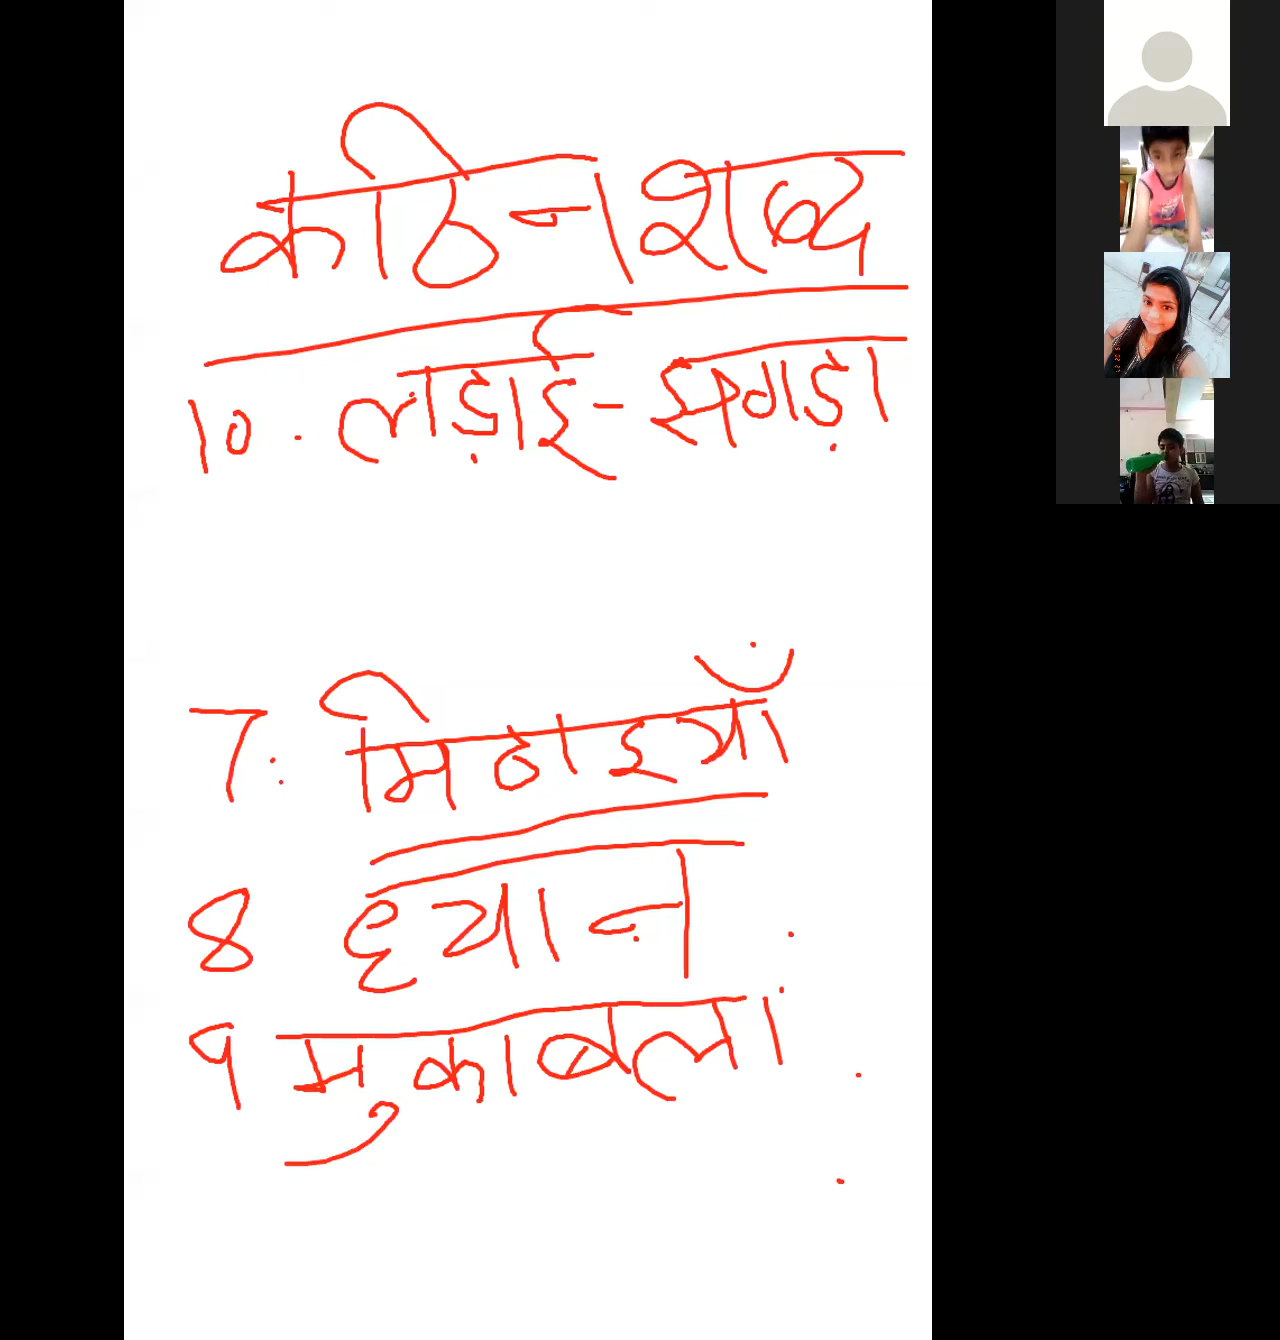 कठिन शब्द
10. लड़ाई - झगड़ा
7. मिठाइयाँ
8 ध्यान
9 मुकाबला